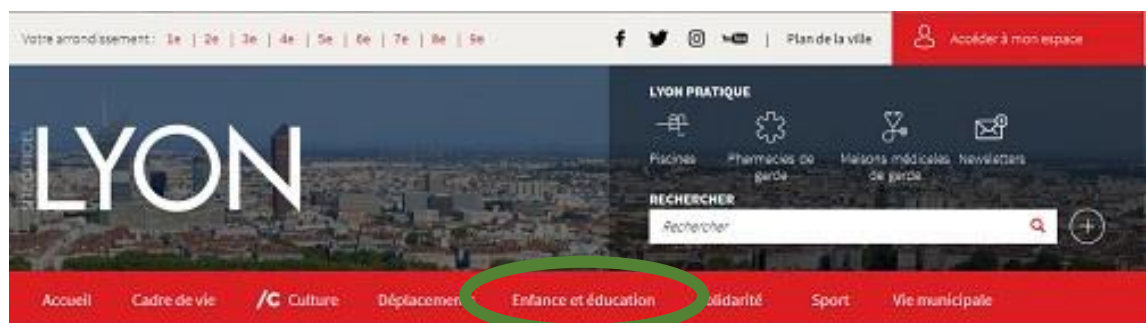 Votre arrondissement: 1e | 2e | 3e | 4e | 5e | 6e | 7e | 8e | 9e | Plan de la ville Accéder à mon espace
LYON PRATIQUE
LYON
Piscines Pharmacies de garde Maisons médicales de garde Newsletters
RECHERCHER
Rechercher
Accueil Cadre de vie /C Culture Déplacements Enfance et éducation Solidarité Sport Vie municipale